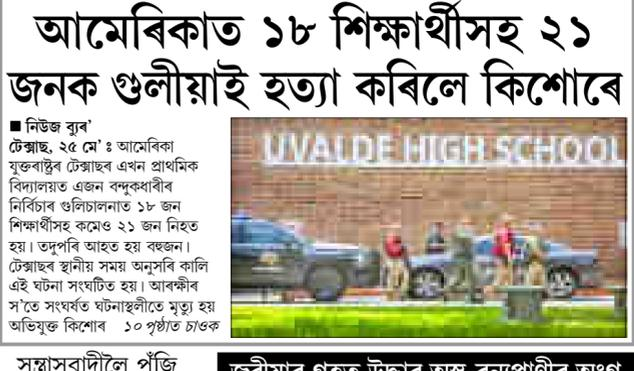 আমেৰিকাত ১৮ শিক্ষাৰ্থীসহ ২১
জনক গুলীয়াই হত্যা কৰিলে কিশোৰে
■ নিউজ ব্যুৰ'
টেক্সাছ, ২৫ মে' ঃ আমেৰিকা
যুক্তৰাষ্ট্ৰৰ টেক্সাছৰ এখন প্ৰাথমিক
বিদ্যালয়ত এজন বন্দুকধাৰীৰ
নিৰ্বিচাৰ গুলিচালনাত ১৮ জন
শিক্ষাৰ্থীসহ কমেও ২১ জন নিহত
হয়। তদুপৰি আহত হয় বহুজন।
টেক্সাছৰ স্থানীয় সময় অনুসৰি কালি
এই ঘটনা সংঘটিত হয়। আৰক্ষীৰ
স'তে সংঘৰ্ষত ঘটনাস্থলীতে মৃত্যু হয়
অভিযুক্ত কিশোৰ ১০ পৃষ্ঠাত চাওক
UVALDE HIGH SCHOOL
সন্ত্ৰাসবাদীলৈ পুঁজি